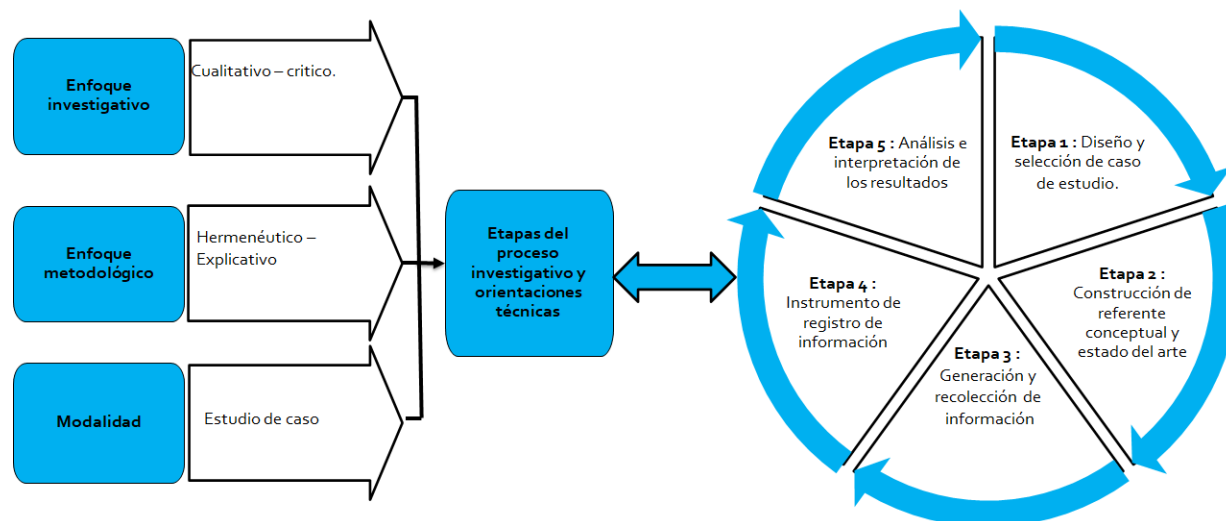 Enfoque
investigativo
Cualitativo – critico.
Enfoque
metodológico
Hermenéutico –
Explicativo
Modalidad
Estudio de caso
Etapas del
proceso
investigativo y
orientaciones
técnicas
Etapa 1 : Diseño y
selección de caso
de estudio.
Etapa 2 :
Construcción de
referente
conceptual y
estado del arte
Etapa 3 :
Generación y
recolección de
información
Etapa 4 :
Instrumento de
registro de
información
Etapa 5 : Análisis e
interpretación de
los resultados